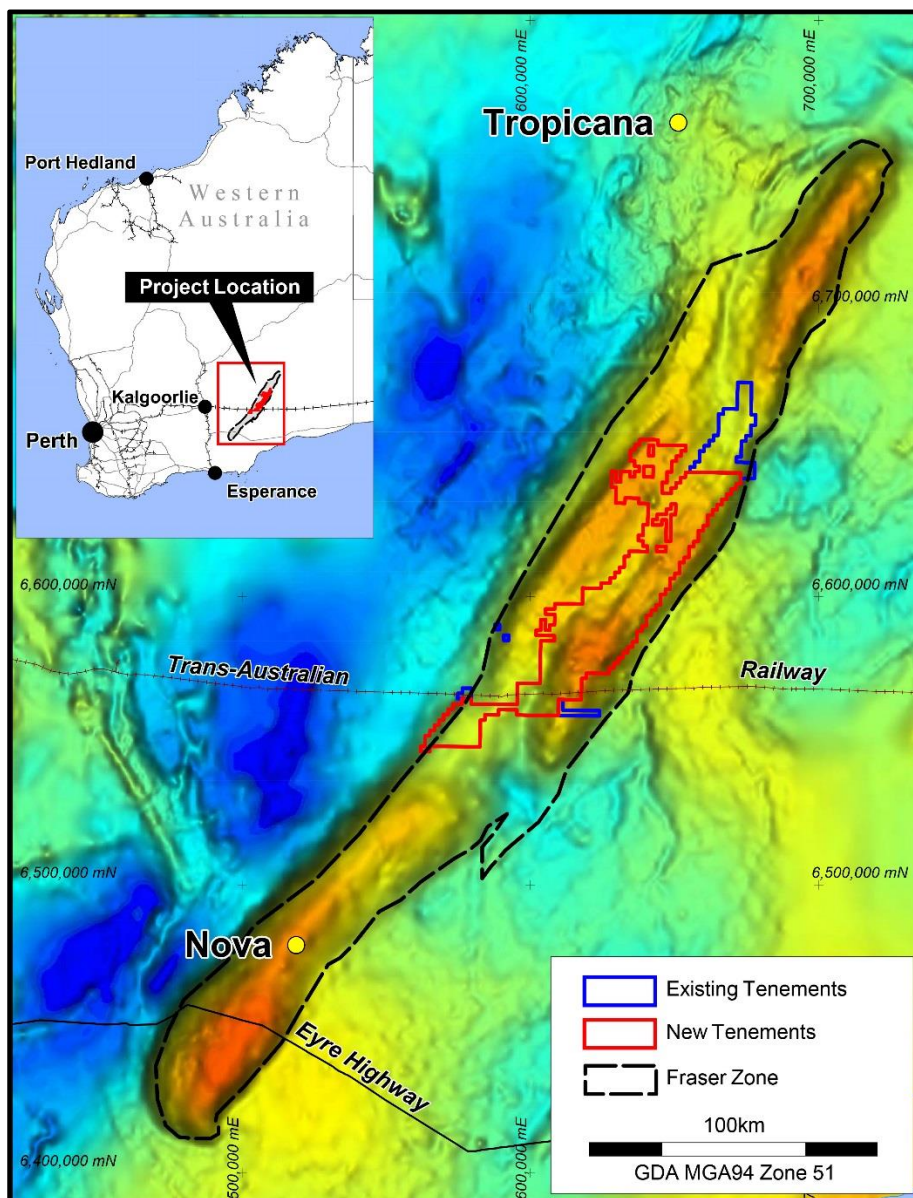 600,000 mE
700,000 mE
Tropicana
Port Hedland
Western
Australia
Project Location
6,700,000 mN
Kalgoorlie
Perth
Esperance
6,600,000 mN
6,600,000 mN
Trans-Australian
Railway
6,500,000 mN
6,500,000 mN
Nova
Eyre Highway
Existing Tenements
New Tenements
Fraser Zone
100km
GDA MGA94 Zone 51
6,400,000 mN
500,000 mE